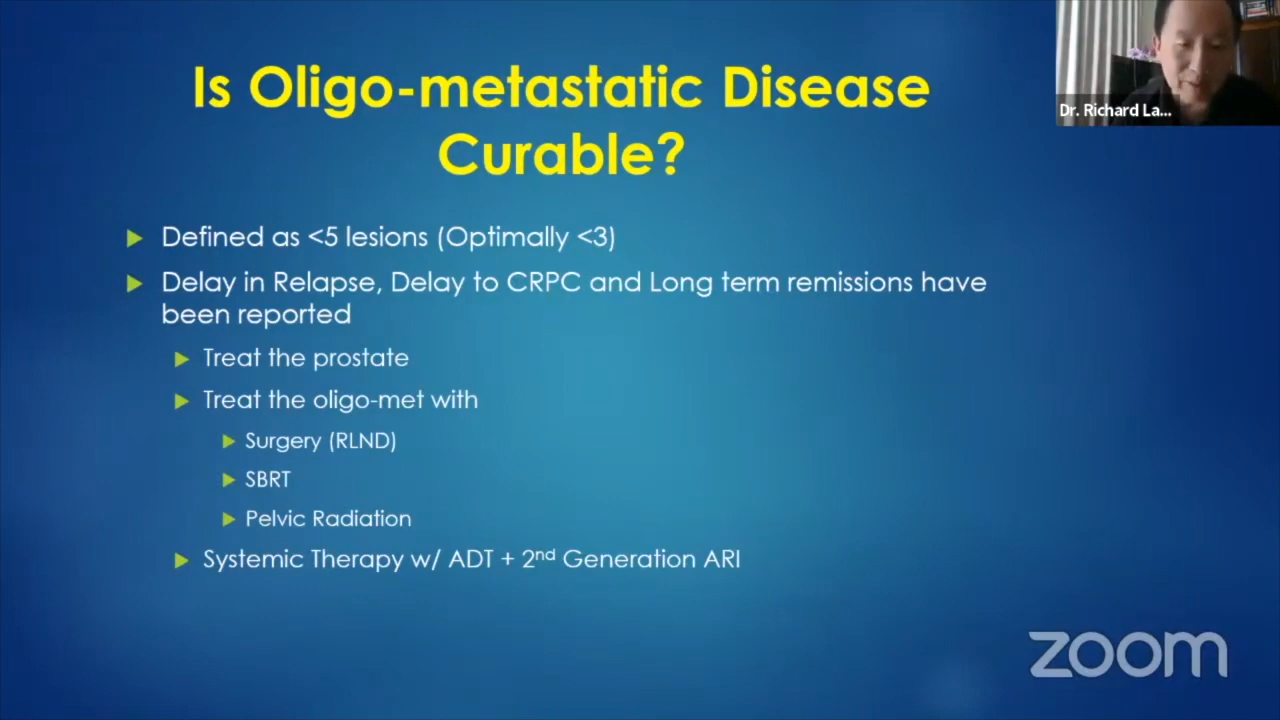 Is Oligo-metastatic Disease
Curable?
Defined as <5 lesions (Optimally <3)
Delay in Relapse, Delay to CRPC and Long term remissions have
been reported
Treat the prostate
Treat the oligo-met with
Surgery (RLND)
SBRT
Pelvic Radiation
Systemic Therapy w/ ADT + 2nd Generation ARI
Dr. Richard La...
zoom